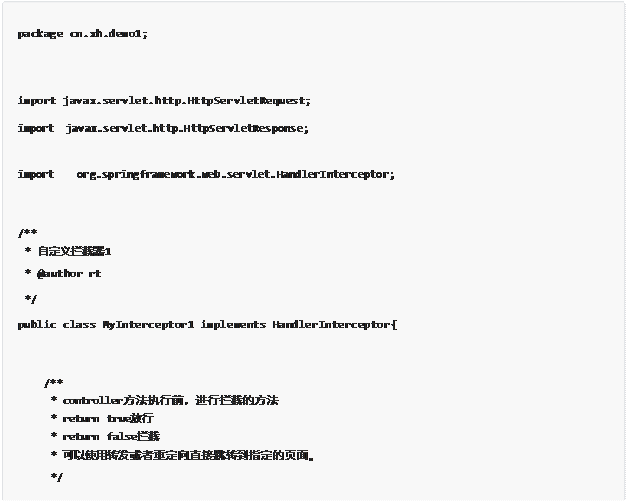 package cn.xh.demo1;
import javax.servlet.http.HttpServletRequest;
import javax.servlet.http.HttpServletResponse;
import org.springframework.web.servlet.HandlerInterceptor;
/**
* 自定义拦截器1
* @author rt
*/
public class MyInterceptor1 implements HandlerInterceptor{
/**
* controller方法执行前，进行拦截的方法
* return true放行
* return false拦截
* 可以使用转发或者重定向直接跳转到指定的页面。
*/